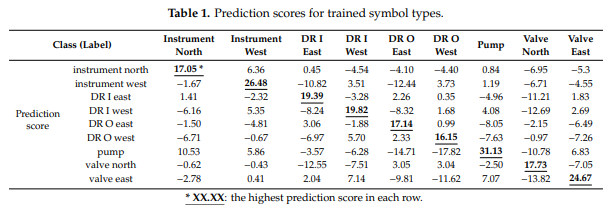 Table 1. Prediction scores for trained symbol types.
Class (Label) Instrument North Instrument West DR I East DR I West DR O East DR O West Pump Valve North Valve East
Prediction score
instrument north 17.05 * 6.36 0.45 −4.54 −4.10 −4.40 0.84 −6.95 −5.3
instrument west −1.67 26.48 −10.82 3.51 −12.44 3.73 1.19 −6.71 −4.55
DR I east 1.41 −2.32 19.39 −3.28 2.26 0.35 −4.96 −11.21 1.83
DR I west −6.16 5.35 −8.24 19.82 −8.32 1.68 4.08 −12.69 2.69
DR O east −1.50 −4.81 3.06 −1.88 17.14 0.99 −8.05 −2.15 −6.49
DR O west −6.71 −0.67 −6.97 5.70 2.33 16.15 −7.63 −0.97 −7.26
pump 10.53 5.86 −3.57 −6.28 −14.71 −17.82 31.13 −10.78 6.83
valve north −0.62 −0.43 −12.55 −7.51 3.05 3.04 −2.50 17.73 −7.05
valve east −2.78 0.41 2.04 7.14 −9.81 −11.62 7.07 −13.82 24.67
* XX.XX: the highest prediction score in each row.